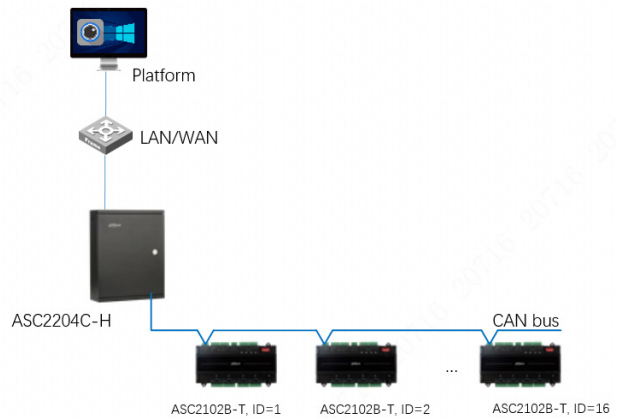 Platform
LAN/WAN
ASC2204C-H
CAN bus
...
ASC2102B-T, ID=1
ASC2102B-T, ID=2
ASC2102B-T, ID=16